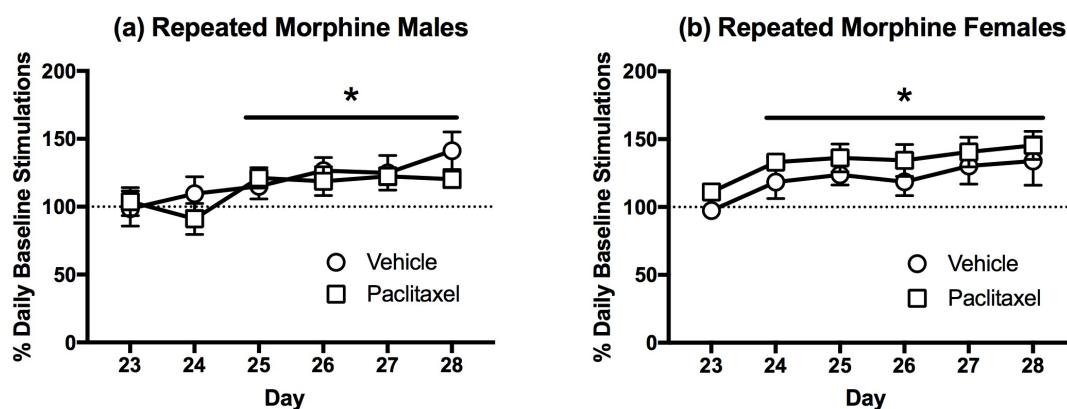 (a) Repeated Morphine Males
% Daily Baseline Stimulations
200
150
100
50
0
*
Vehicle
Paclitaxel
23 24 25 26 27 28
Day
(b) Repeated Morphine Females
% Daily Baseline Stimulations
200
150
100
50
0
*
Vehicle
Paclitaxel
23 24 25 26 27 28
Day